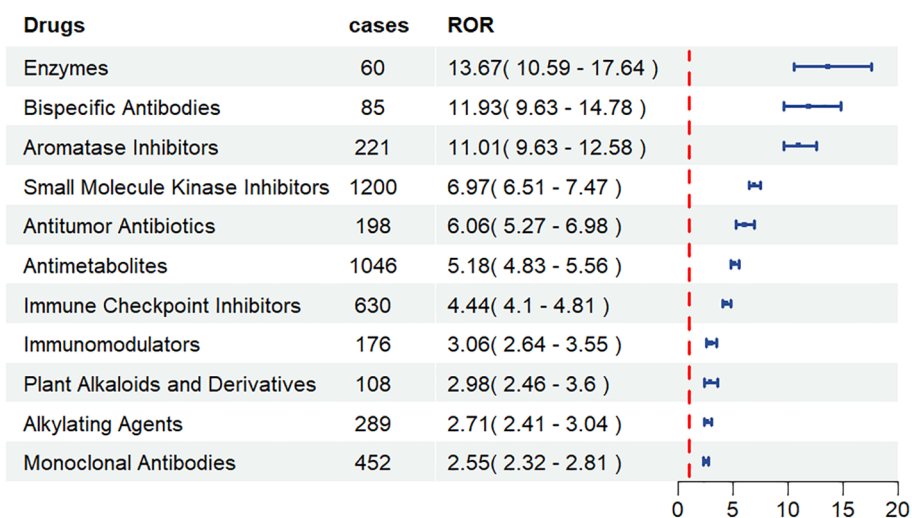 Drugs cases ROR
Enzymes 60 13.67( 10.59 - 17.64 )
Bispecific Antibodies 85 11.93( 9.63 - 14.78 )
Aromatase Inhibitors 221 11.01( 9.63 - 12.58 )
Small Molecule Kinase Inhibitors 1200 6.97( 6.51 - 7.47 )
Antitumor Antibiotics 198 6.06( 5.27 - 6.98 )
Antimetabolites 1046 5.18( 4.83 - 5.56 )
Immune Checkpoint Inhibitors 630 4.44( 4.1 - 4.81 )
Immunomodulators 176 3.06( 2.64 - 3.55 )
Plant Alkaloids and Derivatives 108 2.98( 2.46 - 3.6 )
Alkylating Agents 289 2.71( 2.41 - 3.04 )
Monoclonal Antibodies 452 2.55( 2.32 - 2.81 )
0 5 10 15 20